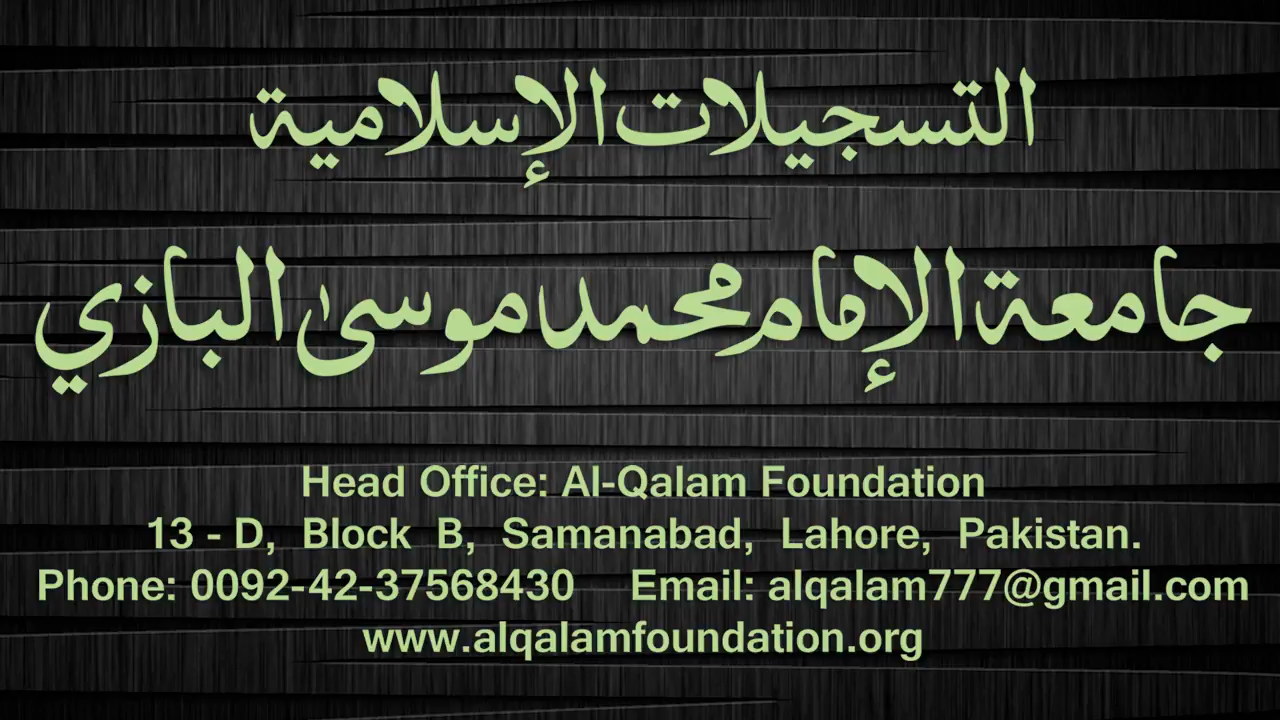 التسجيلات الإسلامية
جامعة الإمام محمد موسىٰ البازي
Head Office: Al-Qalam Foundation
13 - D, Block B, Samanabad, Lahore, Pakistan.
Phone: 0092-42-37568430 Email: alqalam777@gmail.com
www.alqalamfoundation.org